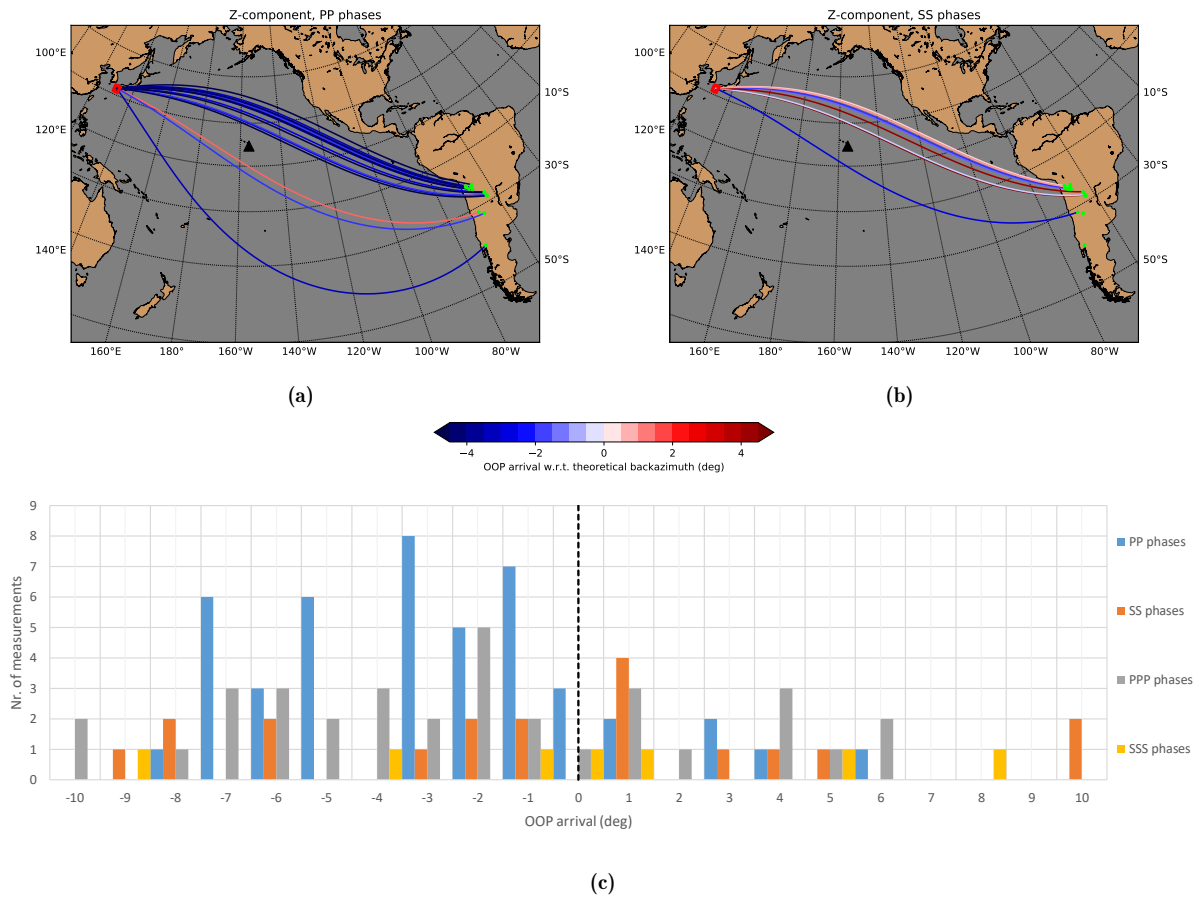 Z-component, PP phases
Z-component, SS phases
100°E
120°E
140°E
10°S
30°S
50°S
160°E 180° 160°W 140°W 120°W 100°W 80°W
100°E
120°E
140°E
10°S
30°S
50°S
160°E 180° 160°W 140°W 120°W 100°W 80°W
(a)
(b)
−4 −2 0 2 4
OOP arrival w.r.t. theoretical backazimuth (deg)
9
8
7
6
5
4
3
2
1
0
Nr. of measurements
PP phases
SS phases
PPP phases
SSS phases
-10 -9 -8 -7 -6 -5 -4 -3 -2 -1 0 1 2 3 4 5 6 7 8 9 10
OOP arrival (deg)
(c)